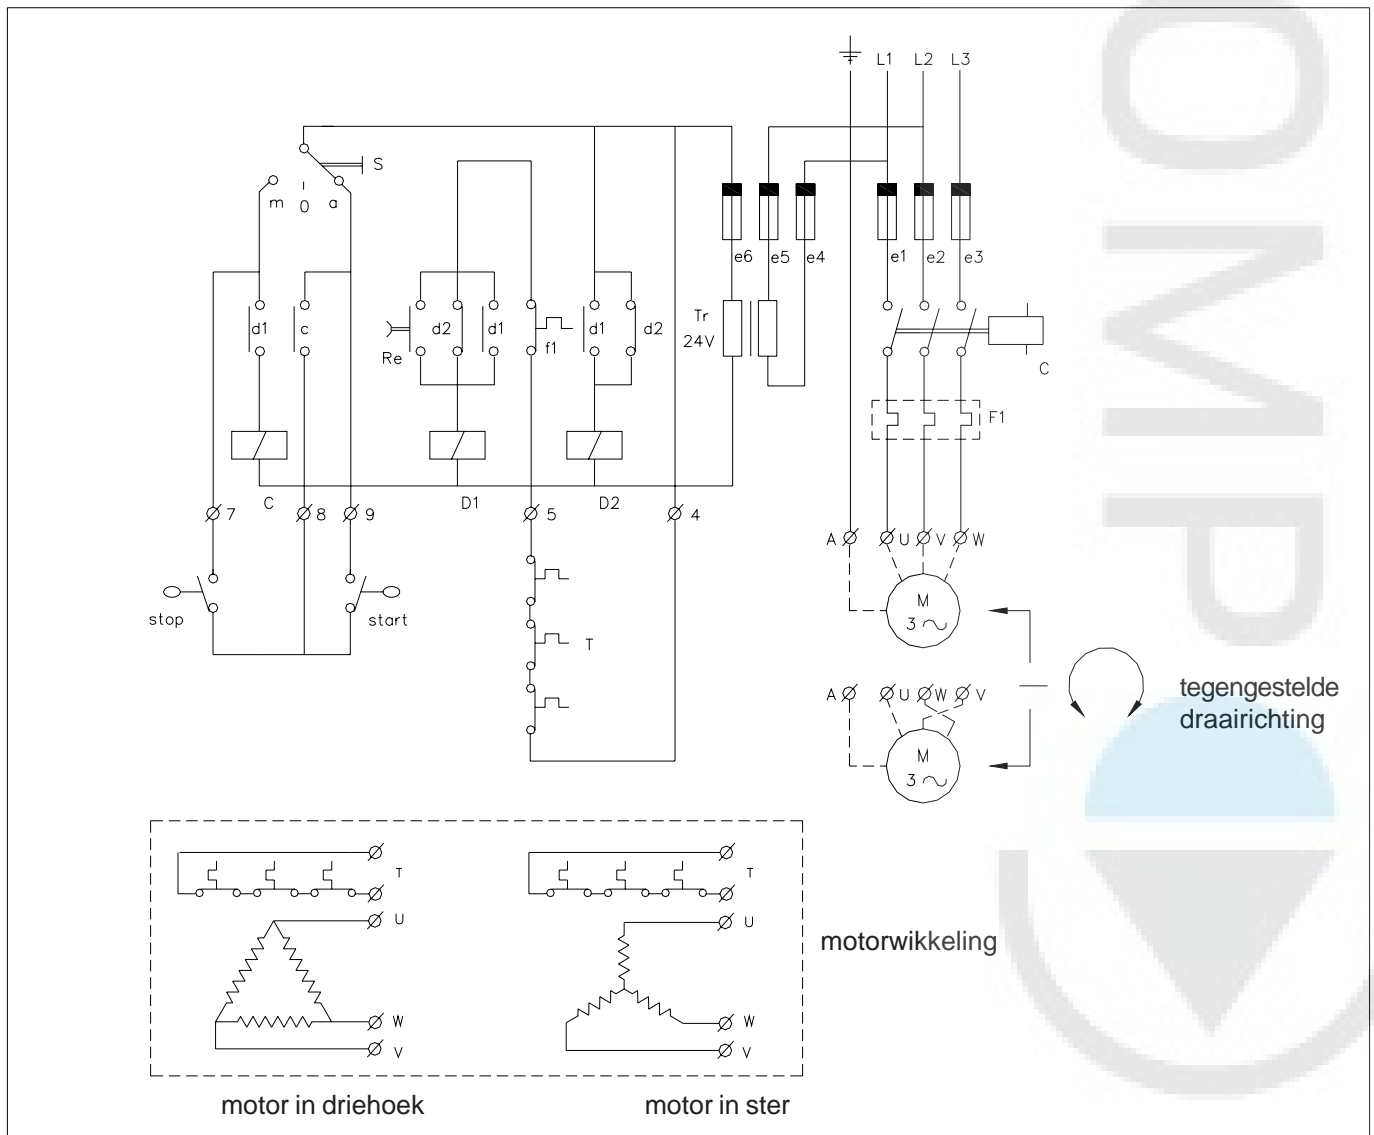 L1 L2 L3
S
m 0 a
e6 e5 e4 e1 e2 e3
d1 c d2 d1 f1 d1 d2
Re
Tr
24V
C
F1
C D1 D2
7 8 9 5 4
A U V W
stop start
M
3
T
A U W V
M
3
tegengestelde
draairichting
T T
U U
motorwikkeling
W W
V V
motor in driehoek motor in ster
OMP